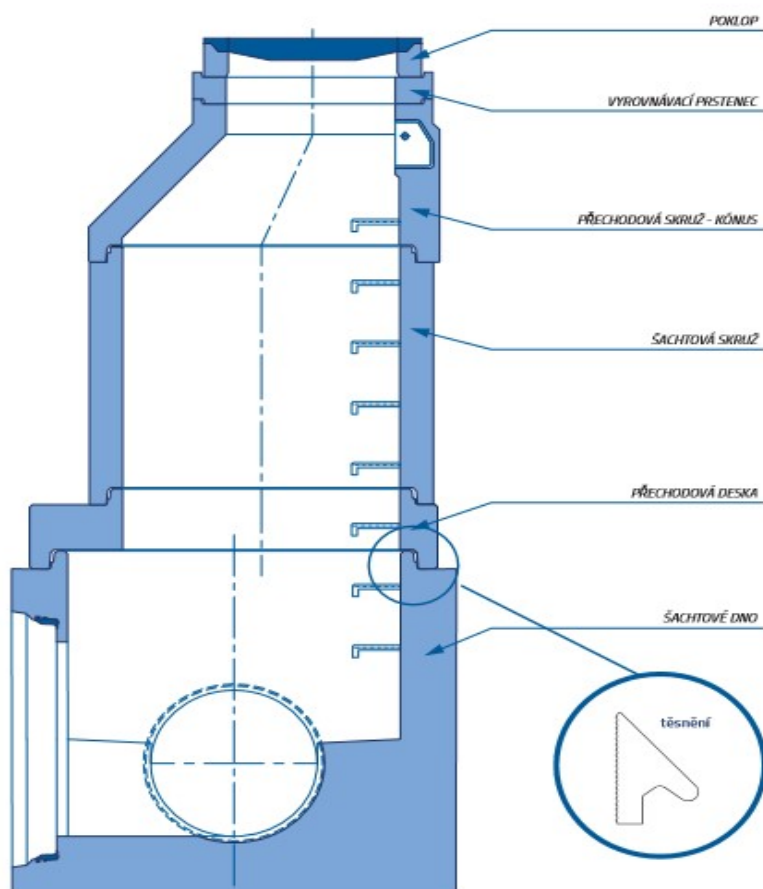 POKLOP
VYROVNÁVACÍ PRSTENEC
PŘECHODOVÁ SKRUŽ - KÓNUS
ŠACHTOVÁ SKRUŽ
PŘECHODOVÁ DESKA
ŠACHTOVÉ DNO
těsnění